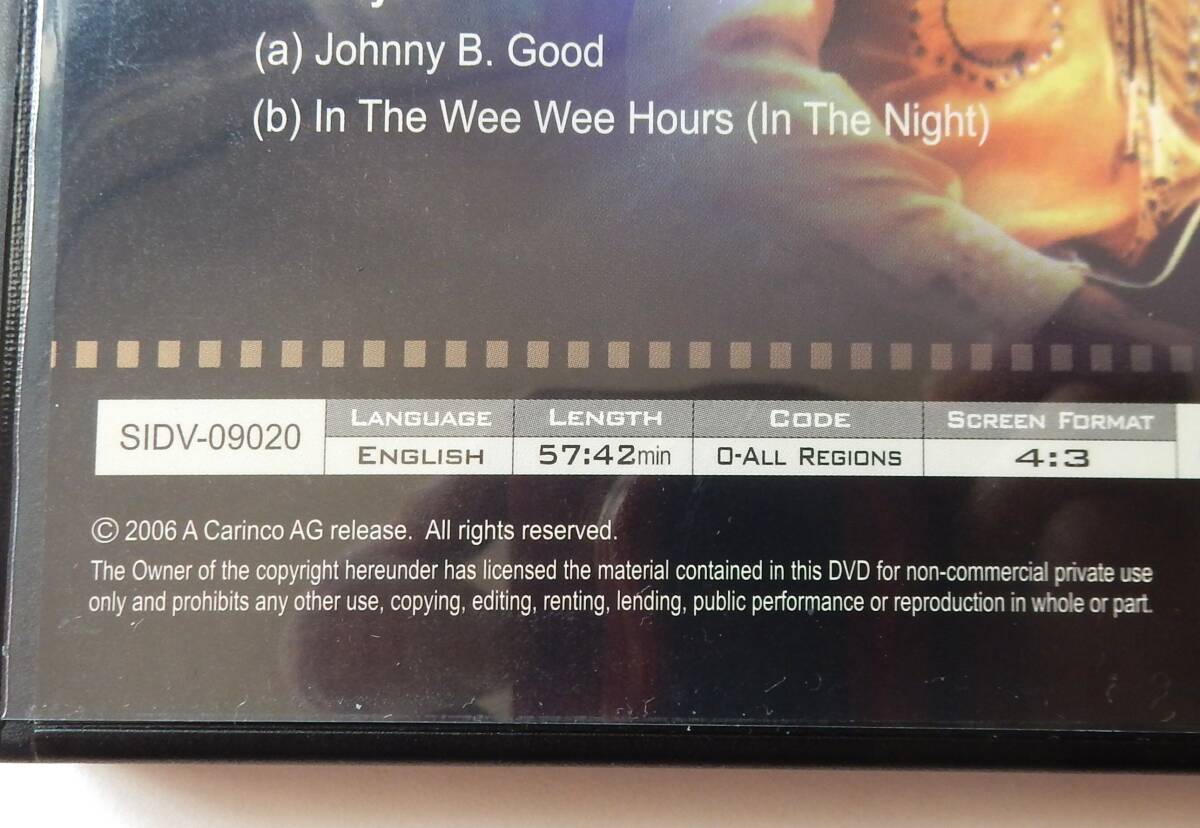 (a) Johnny B. Good
(b) In The Wee Wee Hours (In The Night)
SIDV-09020
LANGUAGE LENGTH CODE SCREEN FORMAT
ENGLISH 57:42min 0-ALL REGIONS 4:3
© 2006 A Carinco AG release. All rights reserved.
The Owner of the copyright hereunder has licensed the material contained in this DVD for non-commercial private use
only and prohibits any other use, copying, editing, renting, lending, public performance or reproduction in whole or part.